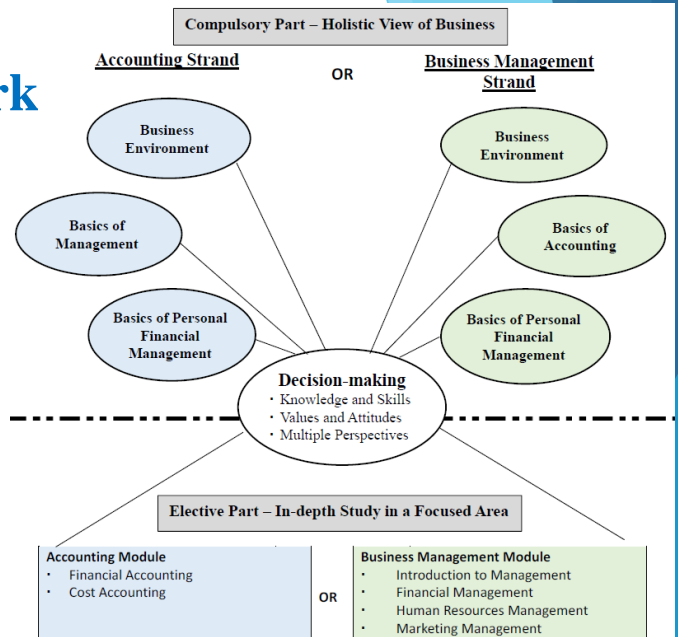 Compulsory Part – Holistic View of Business
Accounting Strand
OR
Business Management
Strand
rk
Business
Environment
Business
Environment
Basics of
Management
Basics of
Accounting
Basics of Personal
Financial
Management
Basics of Personal
Financial
Management
Decision-making
· Knowledge and Skills
· Values and Attitudes
· Multiple Perspectives
Elective Part – In-depth Study in a Focused Area
Accounting Module
· Financial Accounting
· Cost Accounting
OR
Business Management Module
· Introduction to Management
· Financial Management
· Human Resources Management
· Marketing Management